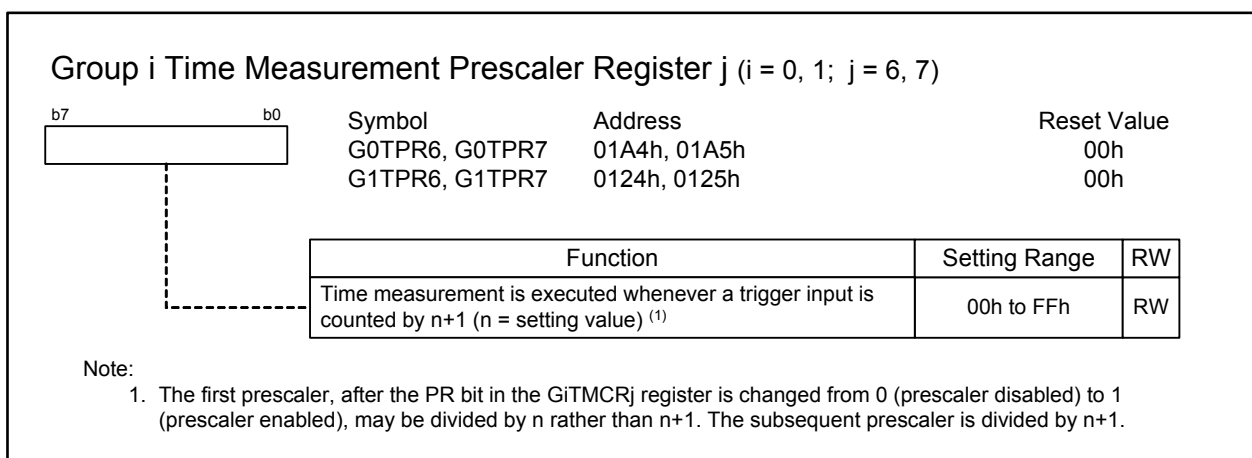 Group i Time Measurement Prescaler Register j (i = 0, 1; j = 6, 7)
b7 b0
Symbol Address Reset Value
G0TPR6, G0TPR7 01A4h, 01A5h 00h
G1TPR6, G1TPR7 0124h, 0125h 00h
Function Setting Range RW
Time measurement is executed whenever a trigger input is
counted by n+1 (n = setting value) (1) 00h to FFh RW
Note:
1. The first prescaler, after the PR bit in the GiTMCRj register is changed from 0 (prescaler disabled) to 1
(prescaler enabled), may be divided by n rather than n+1. The subsequent prescaler is divided by n+1.